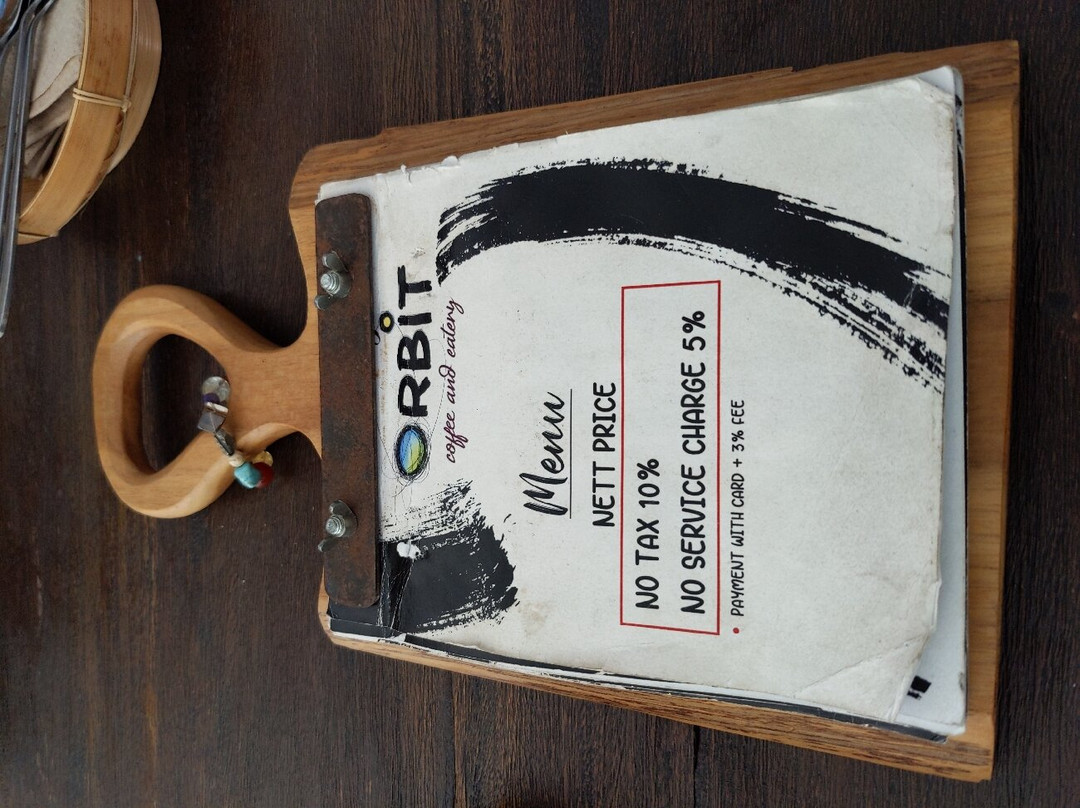 ORBIT
coffee and eatery
Menu
NETT PRICE
NO TAX 10%
NO SERVICE CHARGE 5%
• PAYMENT WITH CARD + 3% FEE